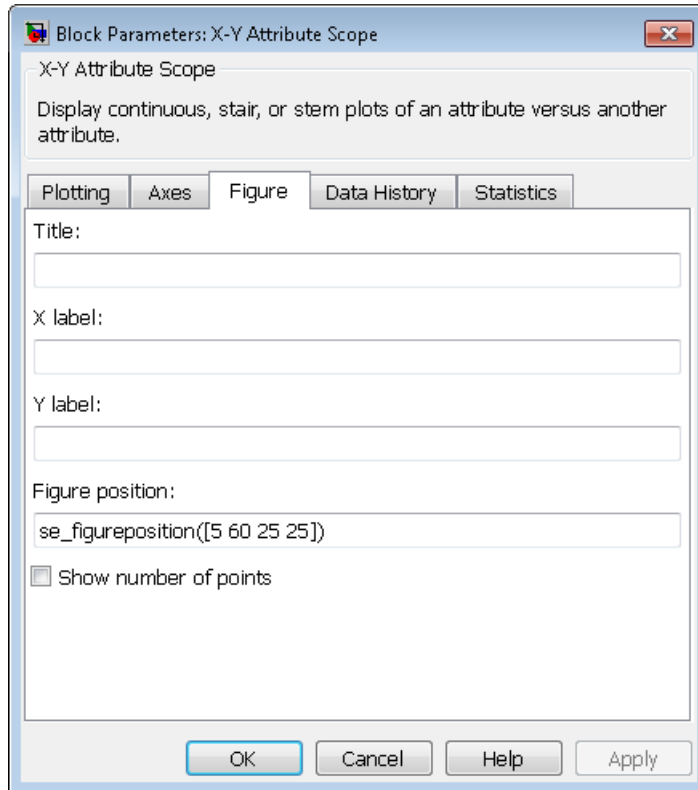 Block Parameters: X-Y Attribute Scope
X-Y Attribute Scope
Display continuous, stair, or stem plots of an attribute versus another
attribute.
Plotting Axes Figure Data History Statistics
Title:
X label:
Y label:
Figure position:
se_figureposition([5 60 25 25])
Show number of points
OK Cancel Help Apply